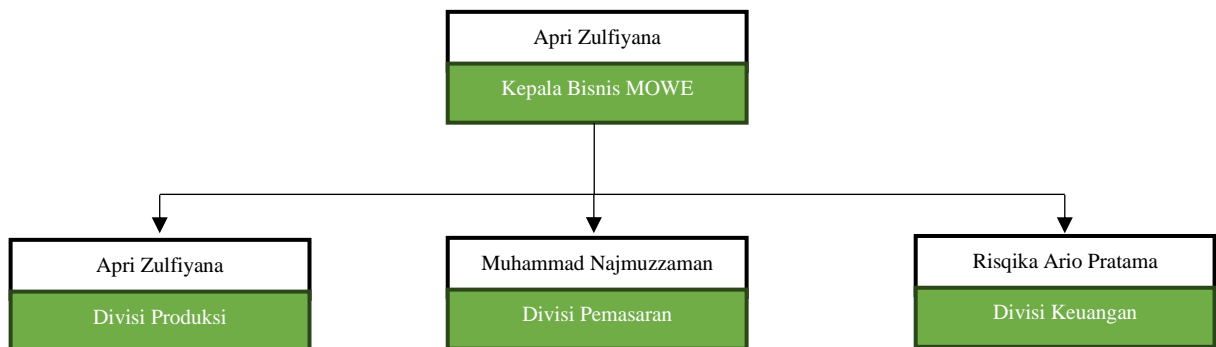 Apri Zulfiyana
Kepala Bisnis MOWE
Apri Zulfiyana
Divisi Produksi
Muhammad Najmuzzaman
Divisi Pemasaran
Risqika Ario Pratama
Divisi Keuangan